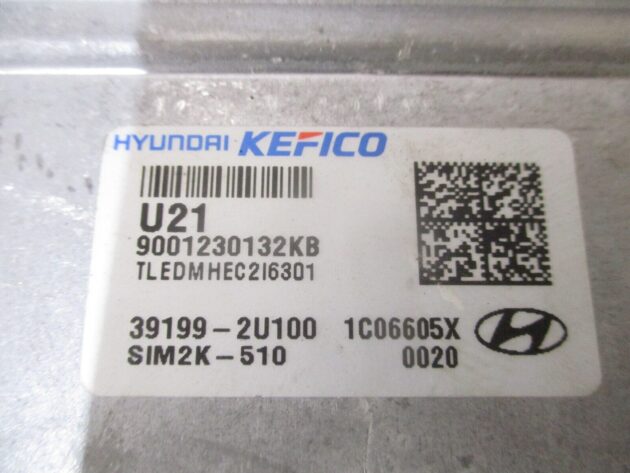 HYUNDAI KEFICO
U21
9001230132KB
TLEDMHEC2I6301
39199-2U100 1C06605X
SIM2K-510 0020